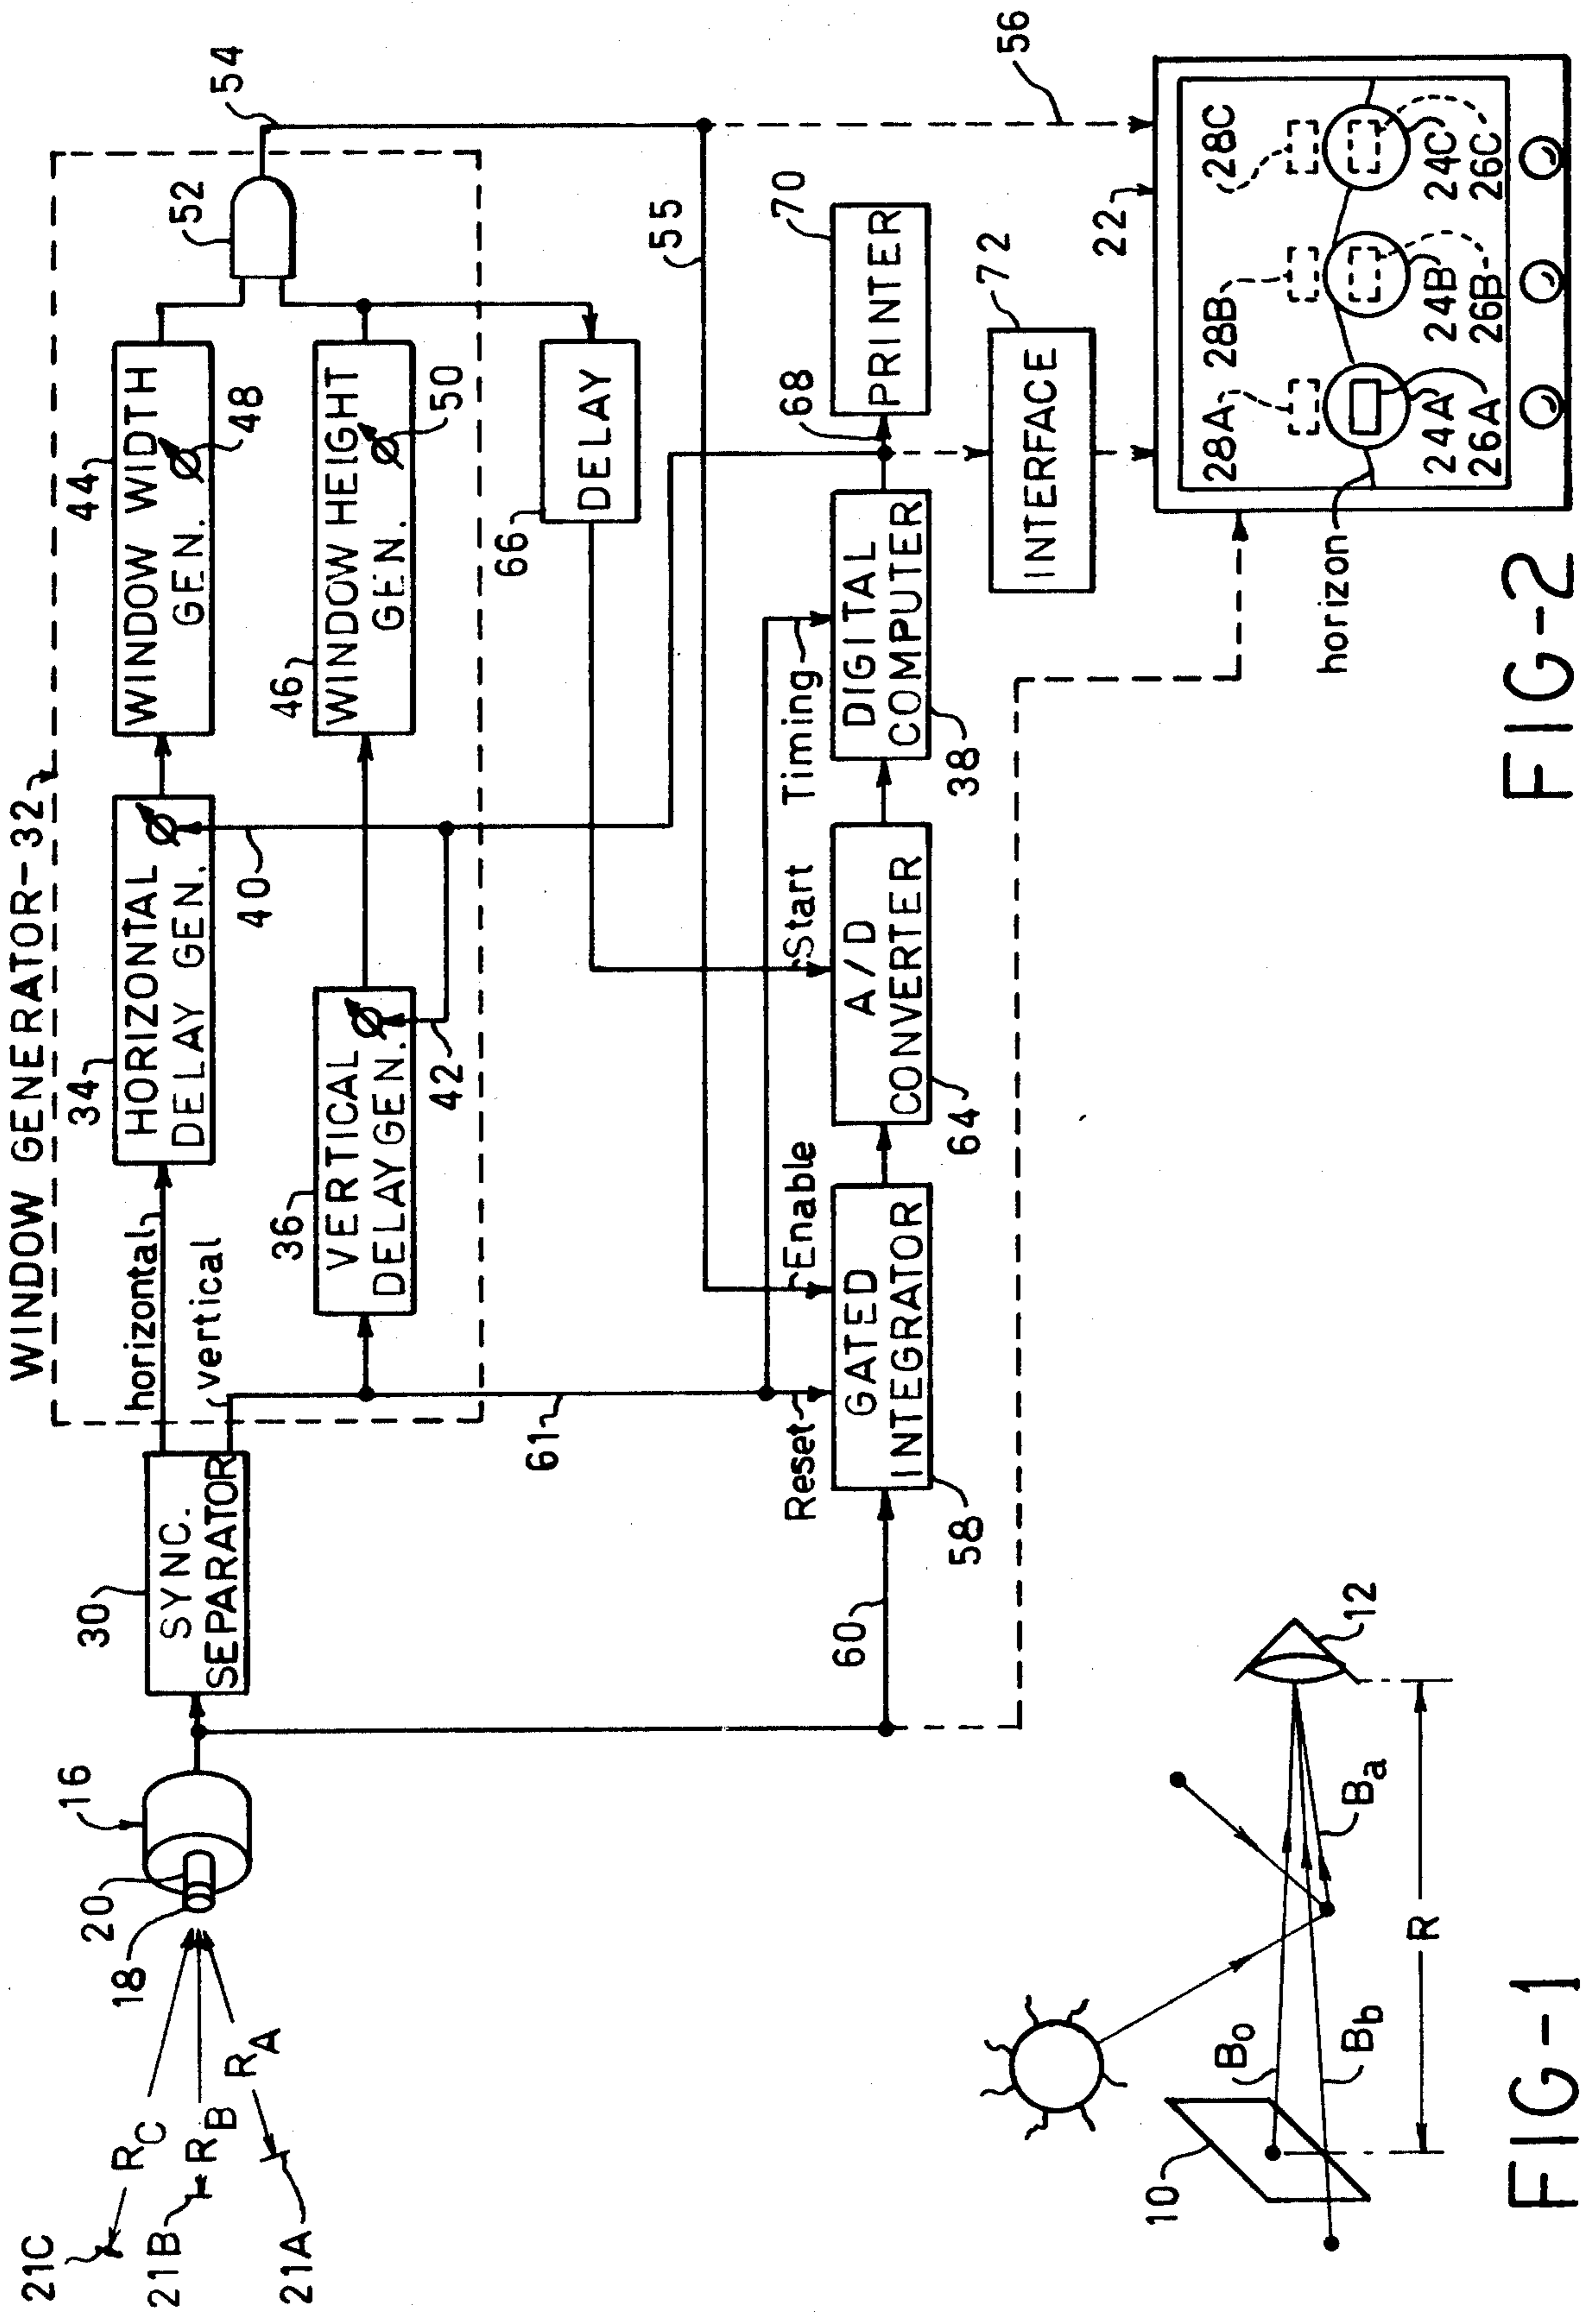 WINDOW GENERATOR-32
54
44
WINDOW WIDTH
GEN.
48
52
34
HORIZONTAL
DELAY GEN.
40
horizontal
vertical
46
WINDOW HEIGHT
GEN.
50
36
VERTICAL
DELAY GEN.
42
30
SYNC.
SEPARATOR
16
20
18
RC
RB
RA
21C
21B
21A
66
DELAY
55
56
61
60
Reset
Enable
Start
Timing
GATED
INTEGRATOR
58
A/D
CONVERTER
64
DIGITAL
COMPUTER
38
68
PRINTER
70
INTERFACE
72
22
28A
28B
28C
24A
24B
24C
26A
26B
26C
horizon
FIG-2
10
12
Bo
Bb
Ba
R
FIG-1